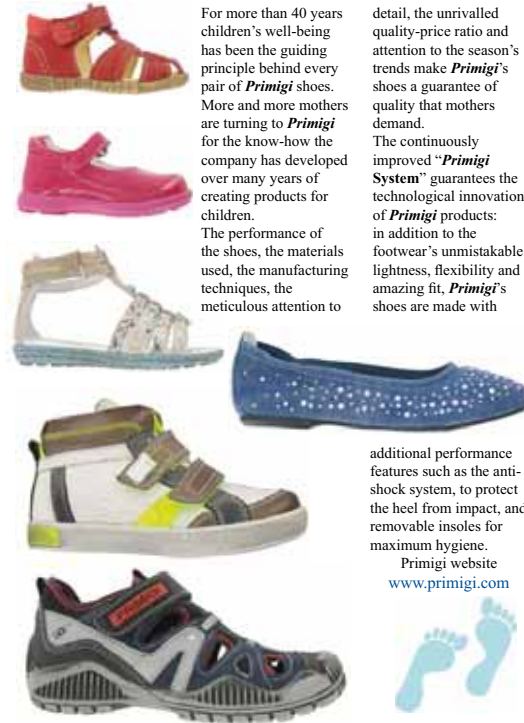 For more than 40 years
children's well-being
has been the guiding
principle behind every
pair of Primigi shoes.
More and more mothers
are turning to Primigi
for the know-how the
company has developed
over many years of
creating products for
children.
The performance of
the shoes, the materials
used, the manufacturing
techniques, the
meticulous attention to
detail, the unrivalled
quality-price ratio and
attention to the season's
trends make Primigi's
shoes a guarantee of
quality that mothers
demand.
The continuously
improved “Primigi
System” guarantees the
technological innovation
of Primigi products:
in addition to the
footwear's unmistakable
lightness, flexibility and
amazing fit, Primigi's
shoes are made with
additional performance
features such as the anti-
shock system, to protect
the heel from impact, and
removable insoles for
maximum hygiene.
Primigi website
www.primigi.com
PRIMIGI